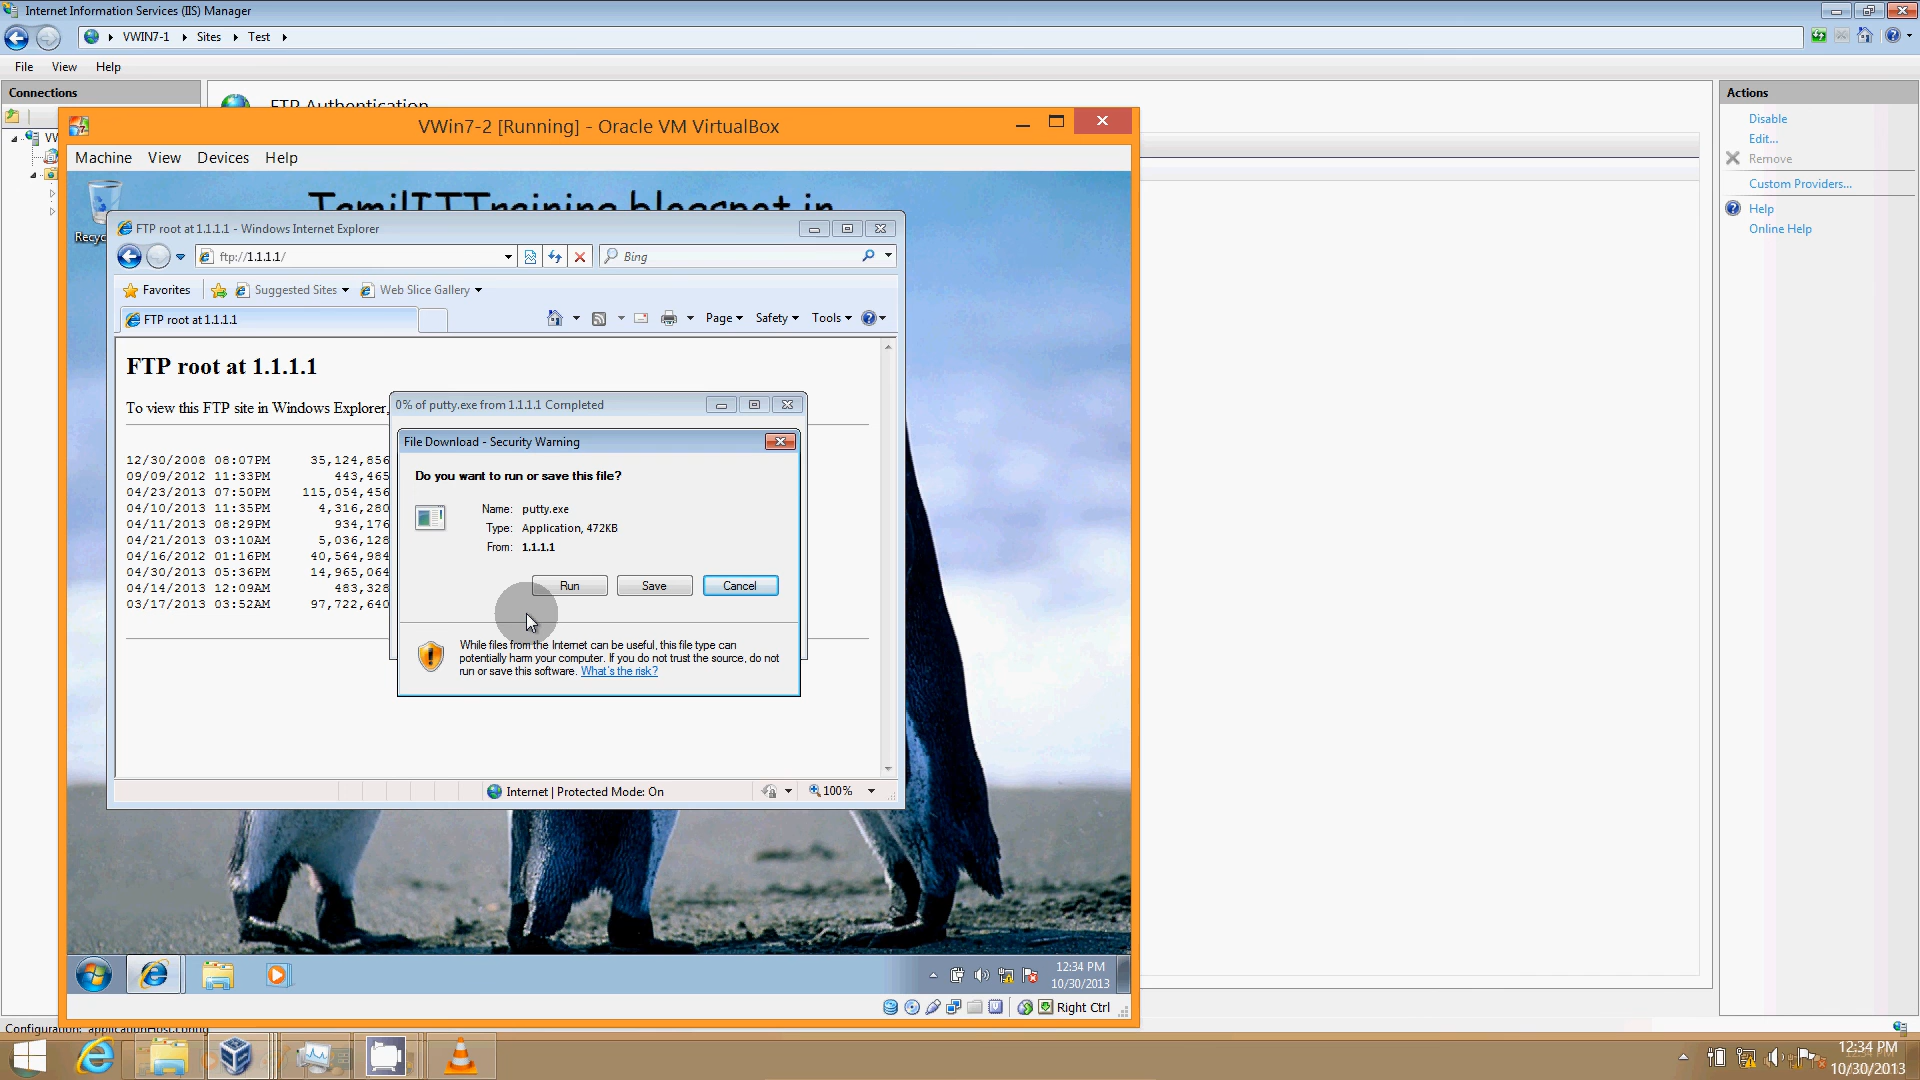 Internet Information Services (IIS) Manager
VWIN7-1 Sites Test
File View Help
Connections
FTP Authentication
Actions
Disable
Edit...
Remove
Custom Providers...
Help
Online Help
VWin7-2 [Running] - Oracle VM VirtualBox
Machine View Devices Help
TamilITTraining.blogspot.in
FTP root at 1.1.1.1 - Windows Internet Explorer
ftp://1.1.1.1/
Bing
Favorites Suggested Sites Web Slice Gallery
FTP root at 1.1.1.1
Page Safety Tools
FTP root at 1.1.1.1
To view this FTP site in Windows Explorer,
12/30/2008 08:07PM 35,124,856
09/09/2012 11:33PM 443,465
04/23/2013 07:50PM 115,054,456
04/10/2013 11:35PM 4,316,280
04/11/2013 08:29PM 934,176
04/21/2013 03:10AM 5,036,128
04/16/2012 01:16PM 40,564,984
04/30/2013 05:36PM 14,965,064
04/14/2013 12:09AM 483,328
03/17/2013 03:52AM 97,722,640
0% of putty.exe from 1.1.1.1 Completed
File Download - Security Warning
Do you want to run or save this file?
Name: putty.exe
Type: Application, 472KB
From: 1.1.1.1
Run Save Cancel
While files from the Internet can be useful, this file type can
potentially harm your computer. If you do not trust the source, do not
run or save this software. What's the risk?
Internet | Protected Mode: On
100%
12:34 PM
10/30/2013
Right Ctrl
Configuration: applicationHost.config
12:34 PM
10/30/2013